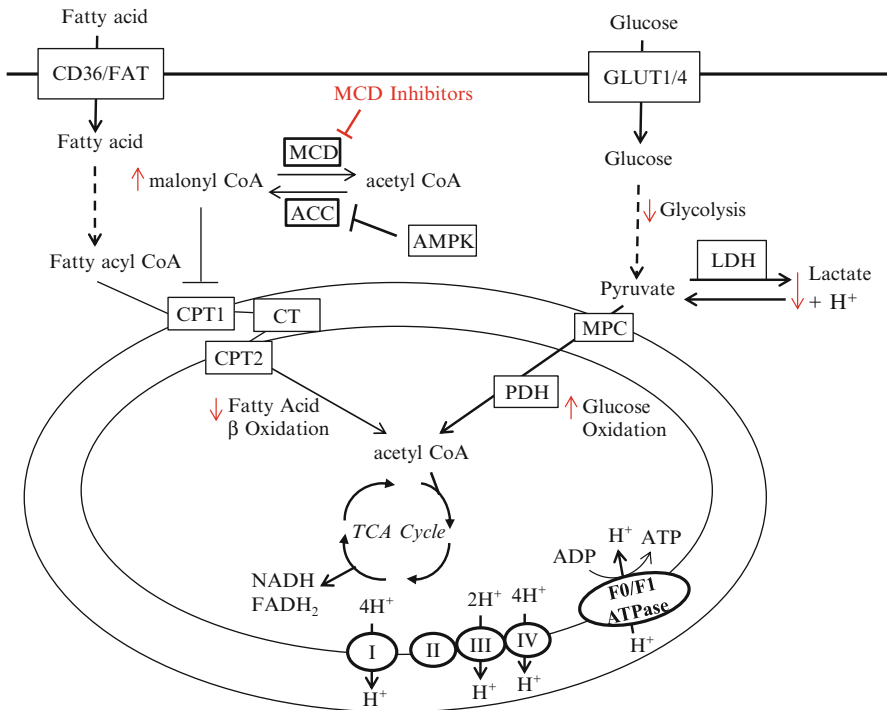 Fatty acid
Glucose
CD36/FAT
GLUT1/4
MCD Inhibitors
Fatty acid
MCD
Glucose
malonyl CoA
acetyl CoA
ACC
Glycolysis
AMPK
LDH
Fatty acyl CoA
Pyruvate
Lactate
+ H⁺
CPT1
CT
MPC
CPT2
PDH
Fatty Acid
β Oxidation
Glucose
Oxidation
acetyl CoA
TCA Cycle
H⁺
ATP
ADP
NADH
FADH₂
F0/F1
ATPase
4H⁺
2H⁺
4H⁺
I
II
III
IV
H⁺
H⁺
H⁺
H⁺